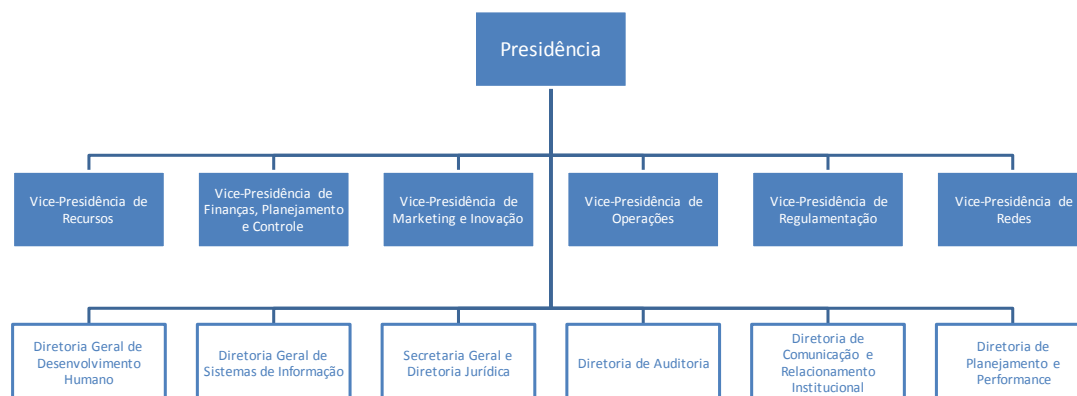 Presidência
Vice-Presidência de
Recursos
Vice-Presidência de
Finanças, Planejamento
e Controle
Vice-Presidência de
Marketing e Inovação
Vice-Presidência de
Operações
Vice-Presidência de
Regulamentação
Vice-Presidência de
Redes
Diretoria Geral de
Desenvolvimento
Humano
Diretoria Geral de
Sistemas de Informação
Secretaria Geral e
Diretoria Jurídica
Diretoria de Auditoria
Diretoria de
Comunicação e
Relacionamento
Institucional
Diretoria de
Planejamento e
Performance